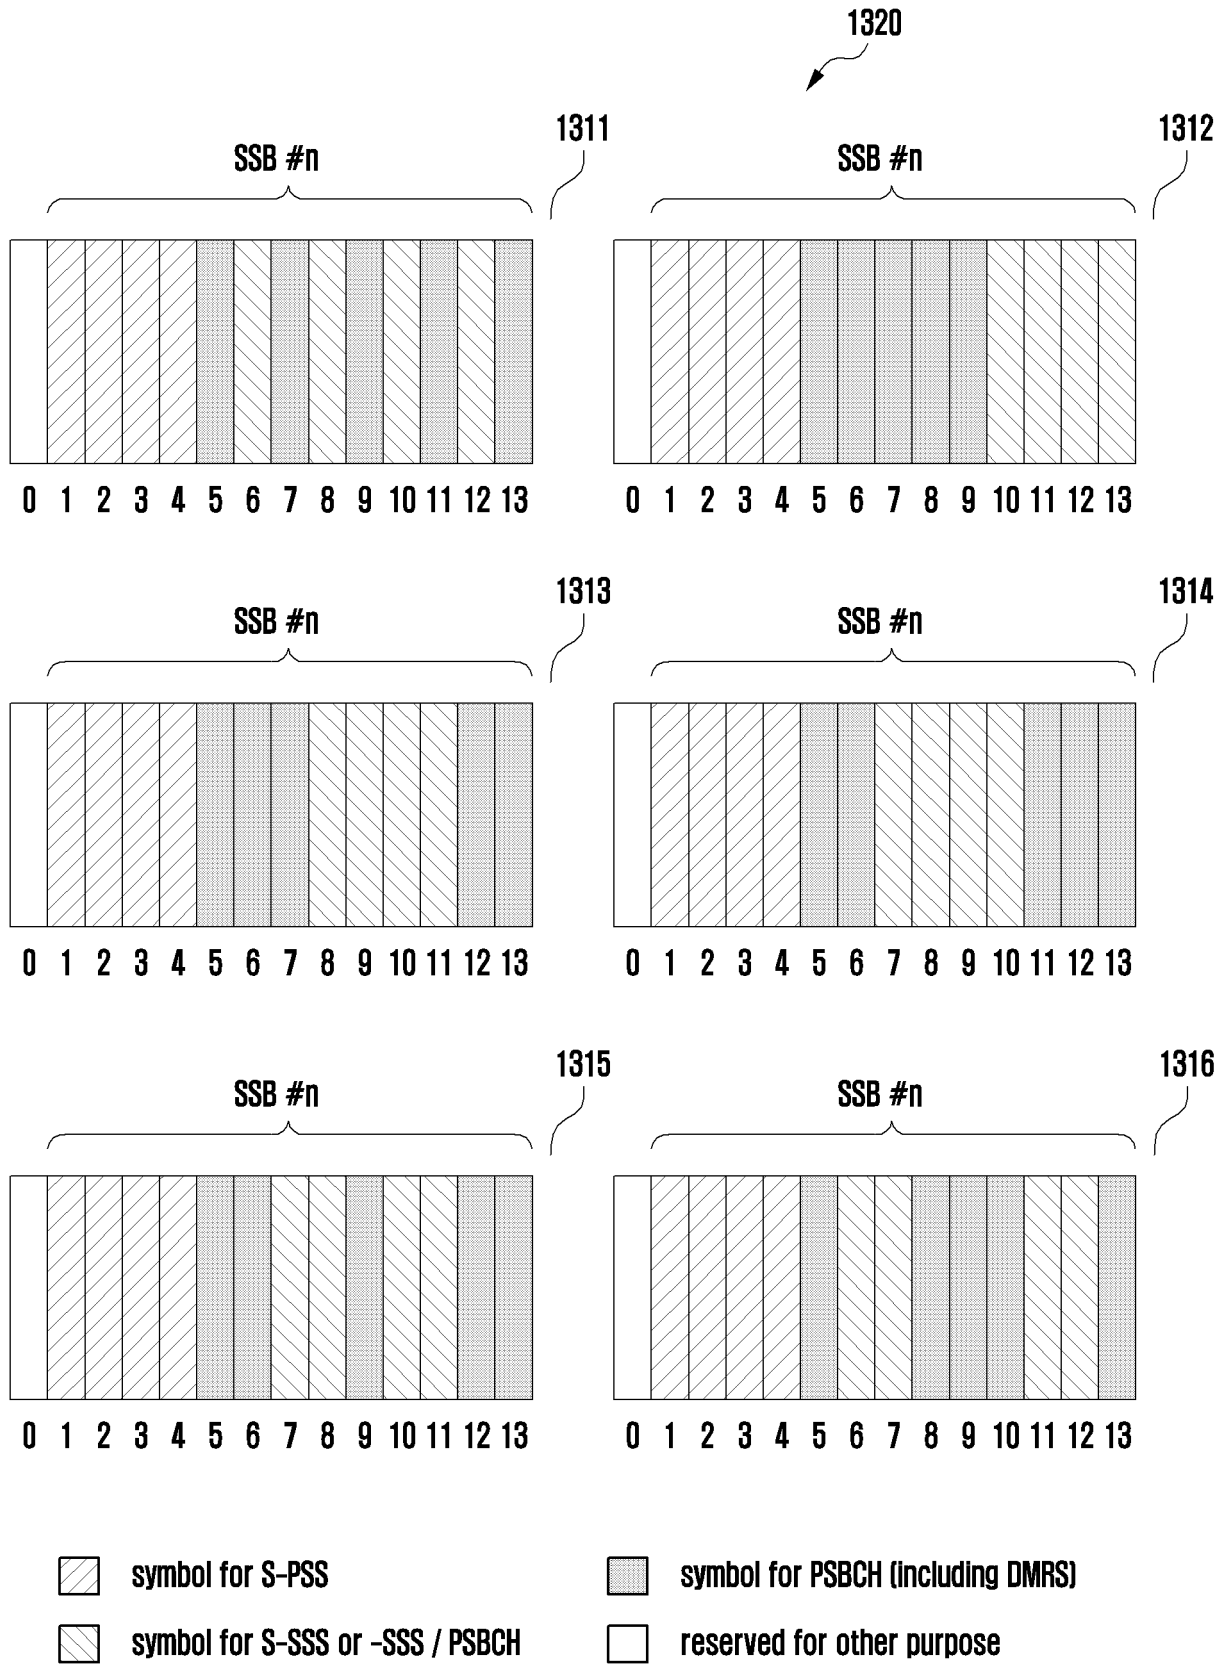 1320
1311
1312
SSB #n
SSB #n
0 1 2 3 4 5 6 7 8 9 10 11 12 13
0 1 2 3 4 5 6 7 8 9 10 11 12 13
1313
1314
SSB #n
SSB #n
0 1 2 3 4 5 6 7 8 9 10 11 12 13
0 1 2 3 4 5 6 7 8 9 10 11 12 13
1315
1316
SSB #n
SSB #n
0 1 2 3 4 5 6 7 8 9 10 11 12 13
0 1 2 3 4 5 6 7 8 9 10 11 12 13
symbol for S-PSS
symbol for PSBCH (including DMRS)
symbol for S-SSS or -SSS / PSBCH
reserved for other purpose